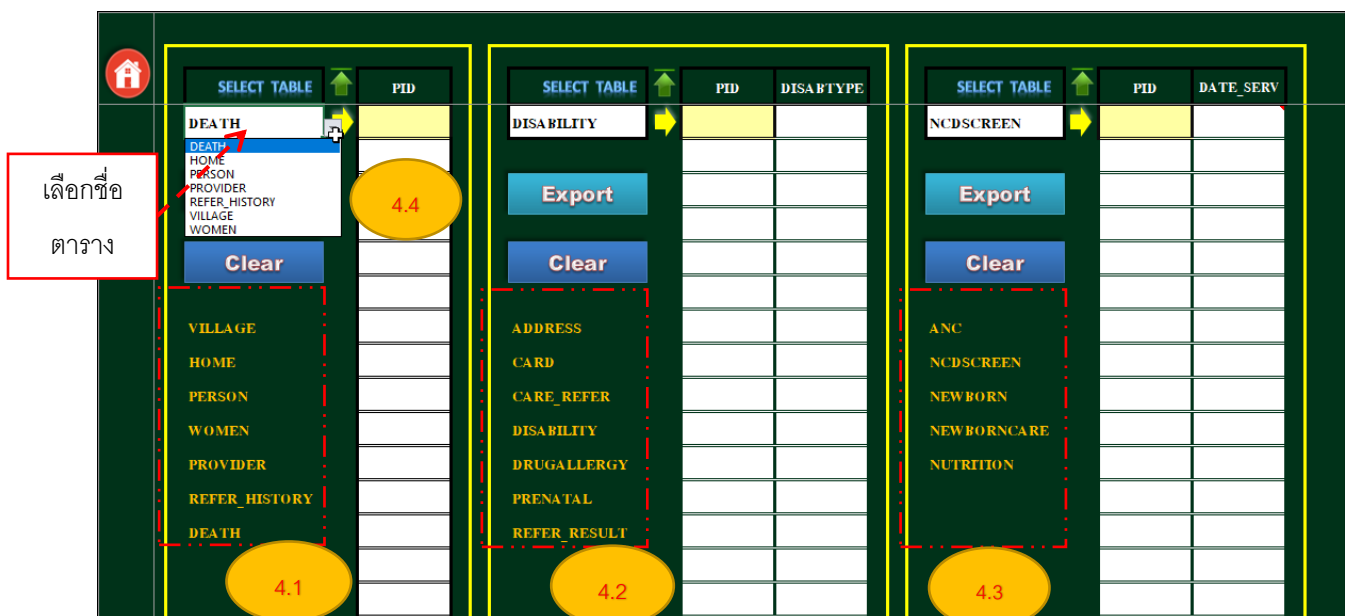 SELECT TABLE PID
DEATH
DEATH
HOME
PERSON
PROVIDER
REFER_HISTORY
VILLAGE
WOMEN
Clear
VILLAGE
HOME
PERSON
WOMEN
PROVIDER
REFER_HISTORY
DEATH
4.1
4.4
เลือกชื่อ
ตาราง
SELECT TABLE PID DISABTYPE
DISABILITY
Export
Clear
ADDRESS
CARD
CARE_REFER
DISABILITY
DRUGALLERGY
PRENATAL
REFER_RESULT
4.2
SELECT TABLE PID DATE_SERV
NCDSCREEN
Export
Clear
ANC
NCDSCREEN
NEWBORN
NEWBORNCARE
NUTRITION
4.3